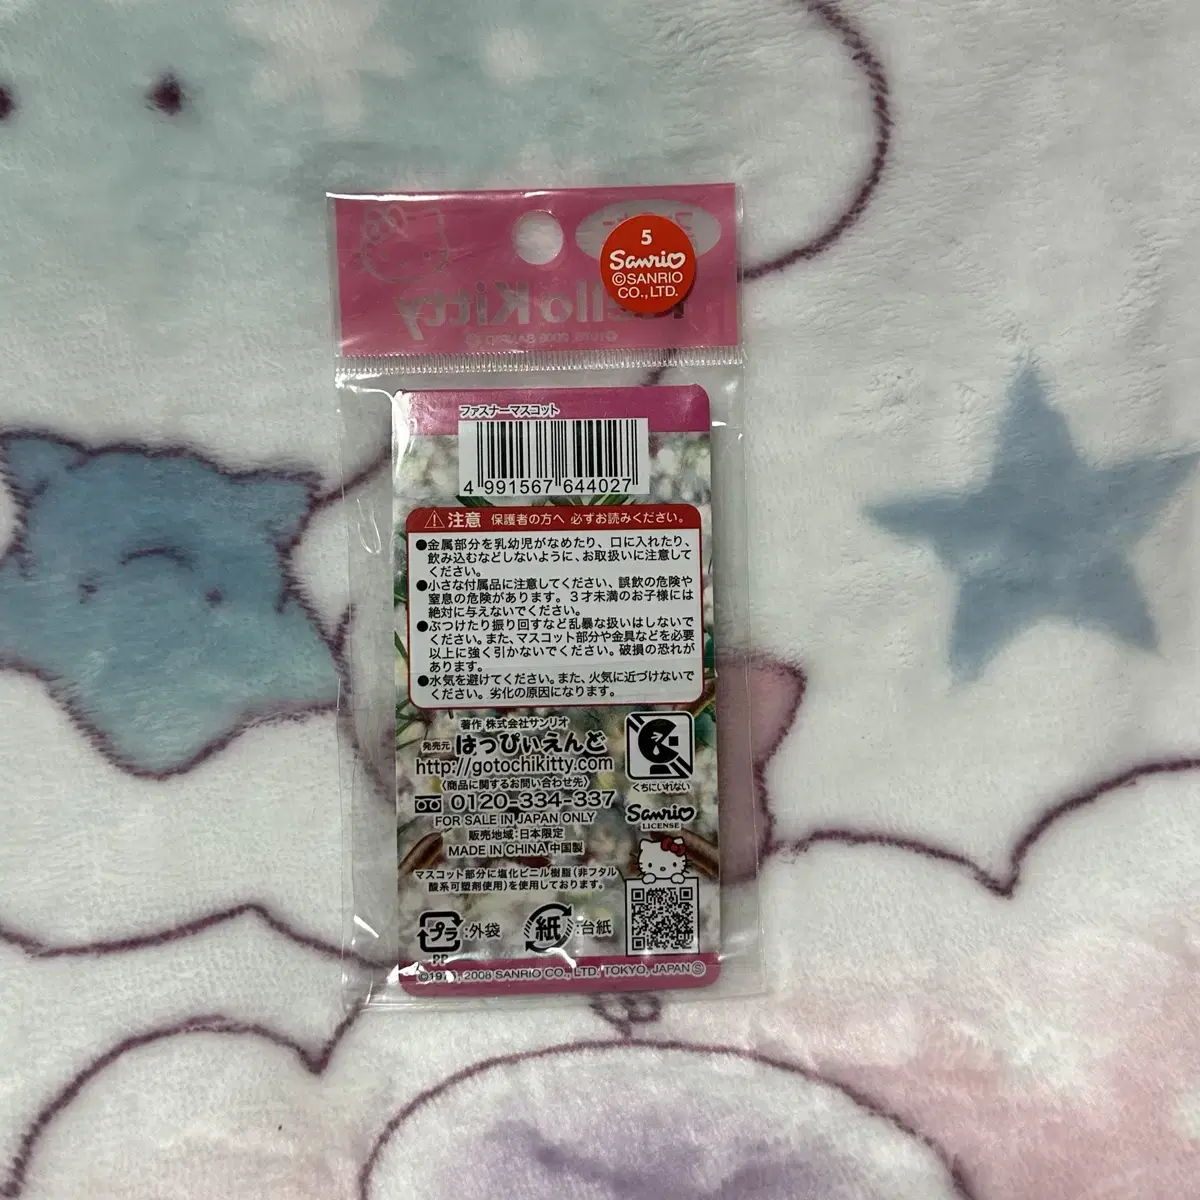 5
Sanrio
©SANRIO
CO.,LTD.
Hello Kitty
ファスナーマスコット
4 991567 644027
注意 保護者の方へ 必ずお読みください。
●金属部分を乳幼児がなめたり、口に入れたり、
飲み込むなどしないように、お取扱いに注意して
ください。
●小さな付属品に注意してください、誤飲の危険や
窒息の危険があります。3才未満のお子様には
絶対に与えないでください。
●ぶつけたり振り回すなど乱暴な扱いはしないで
ください。また、マスコット部分や金具などを必要
以上に強く引かないでください。破損の恐れが
あります。
●水気を避けてください。また、火気に近づけないで
ください。劣化の原因になります。
著作 株式会社サンリオ
発売元 はっぴぃえんど
http://gotochikitty.com
〈商品に関するお問い合わせ先〉
0120-334-337
FOR SALE IN JAPAN ONLY
販売地域:日本限定
MADE IN CHINA 中国製
くちにいれない
Sanrio
LICENSE
マスコット部分に塩化ビニル樹脂(非フタル
酸系可塑剤使用)を使用しております。
プラ :外袋 紙 :台紙
PP
©1976, 2008 SANRIO CO., LTD. TOKYO, JAPAN Ⓢ